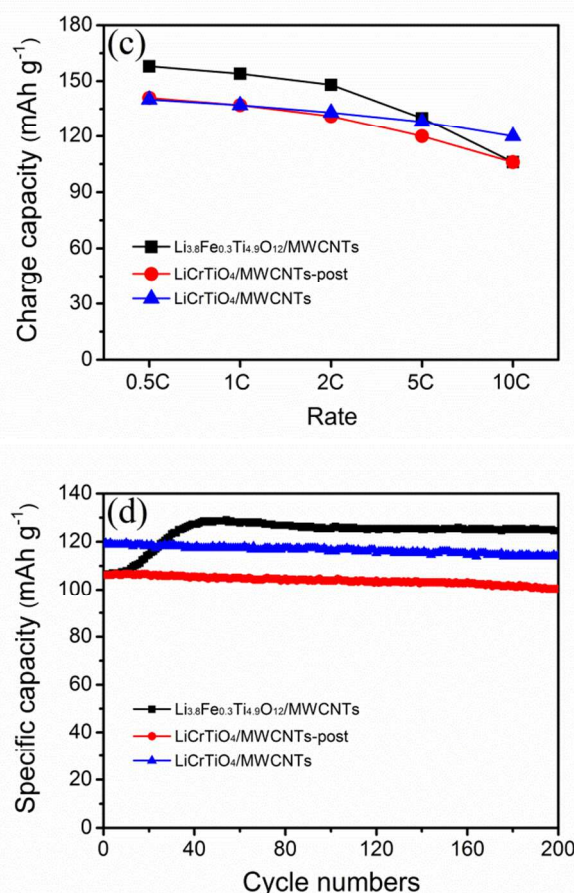 (c)
Charge capacity (mAh g⁻¹)
180
150
120
90
60
30
0
Li₃.₈Fe₀.₃Ti₄.₉O₁₂/MWCNTs
LiCrTiO₄/MWCNTs-post
LiCrTiO₄/MWCNTs
0.5C 1C 2C 5C 10C
Rate
(d)
Specific capacity (mAh g⁻¹)
140
120
100
80
60
40
20
0
Li₃.₈Fe₀.₃Ti₄.₉O₁₂/MWCNTs
LiCrTiO₄/MWCNTs-post
LiCrTiO₄/MWCNTs
0 40 80 120 160 200
Cycle numbers